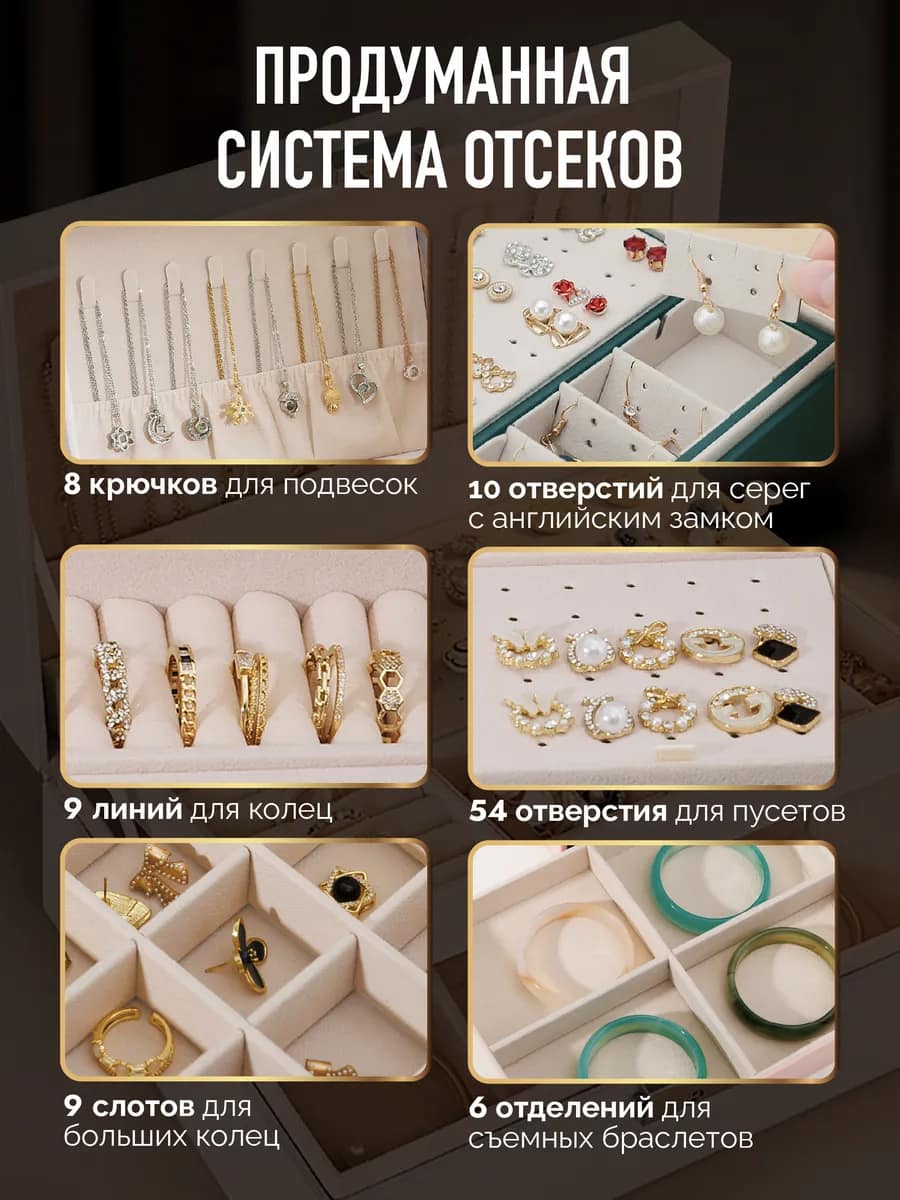 ПРОДУМАННАЯ
СИСТЕМА ОТСЕКОВ
8 крючков для подвесок
10 отверстий для серег
с английским замком
9 линий для колец
54 отверстия для пусетов
9 слотов для
больших колец
6 отделений для
съемных браслетов